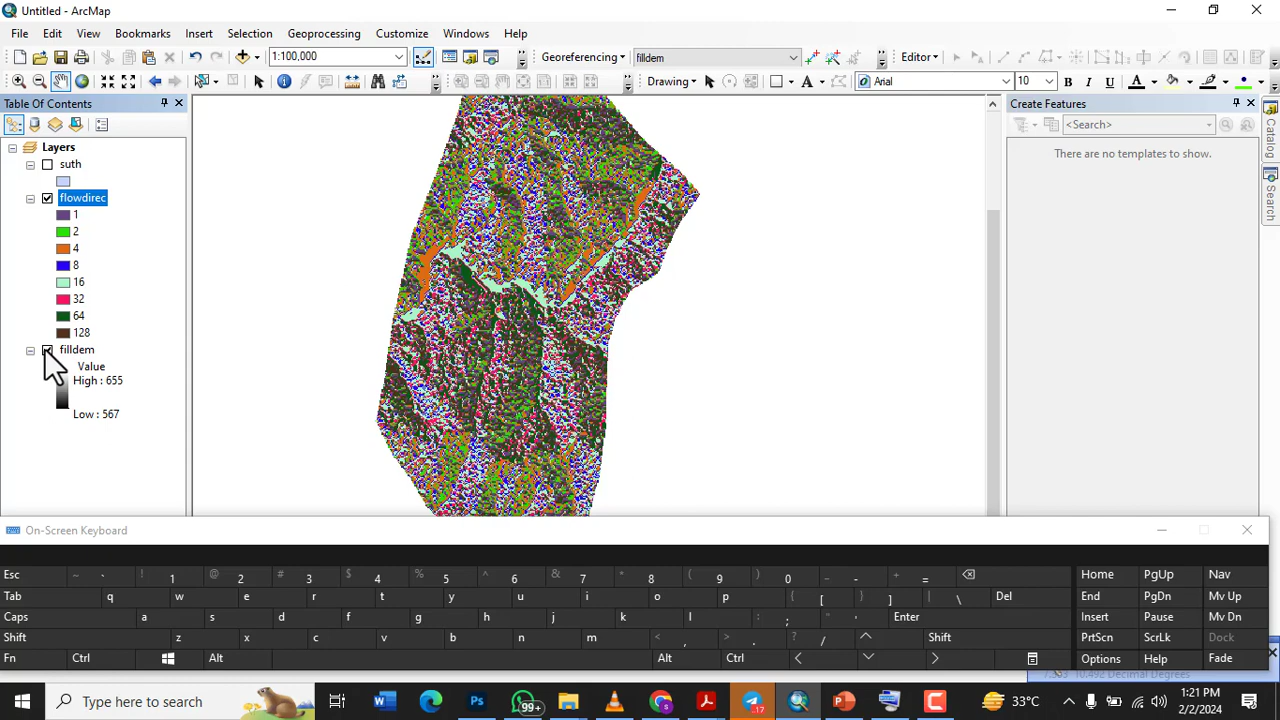 Untitled - ArcMap
File Edit View Bookmarks Insert Selection Geoprocessing Customize Windows Help
1:100,000 Georeferencing filldem Editor
Drawing A Arial 10 B I U A
Table Of Contents
Layers
suth
flowdirec
1
2
4
8
16
32
64
128
filldem
Value
High : 655
Low : 567
Create Features
<Search>
There are no templates to show.
Catalog
Search
On-Screen Keyboard
Esc ~ ` ! 1 @ 2 # 3 $ 4 % 5 ^ 6 & 7 * 8 ( 9 ) 0 _ - + = Home PgUp Nav
Tab q w e r t y u i o p { [ } ] | \ Del End PgDn Mv Up
Caps a s d f g h j k l : ; " ' Enter Insert Pause Mv Dn
Shift z x c v b n m < , > . ? / Shift PrtScn ScrLk Dock
Fn Ctrl Alt Alt Ctrl Options Help Fade
10.492 Decimal Degrees
Type here to search
99+
17
33°C
1:21 PM
2/2/2024